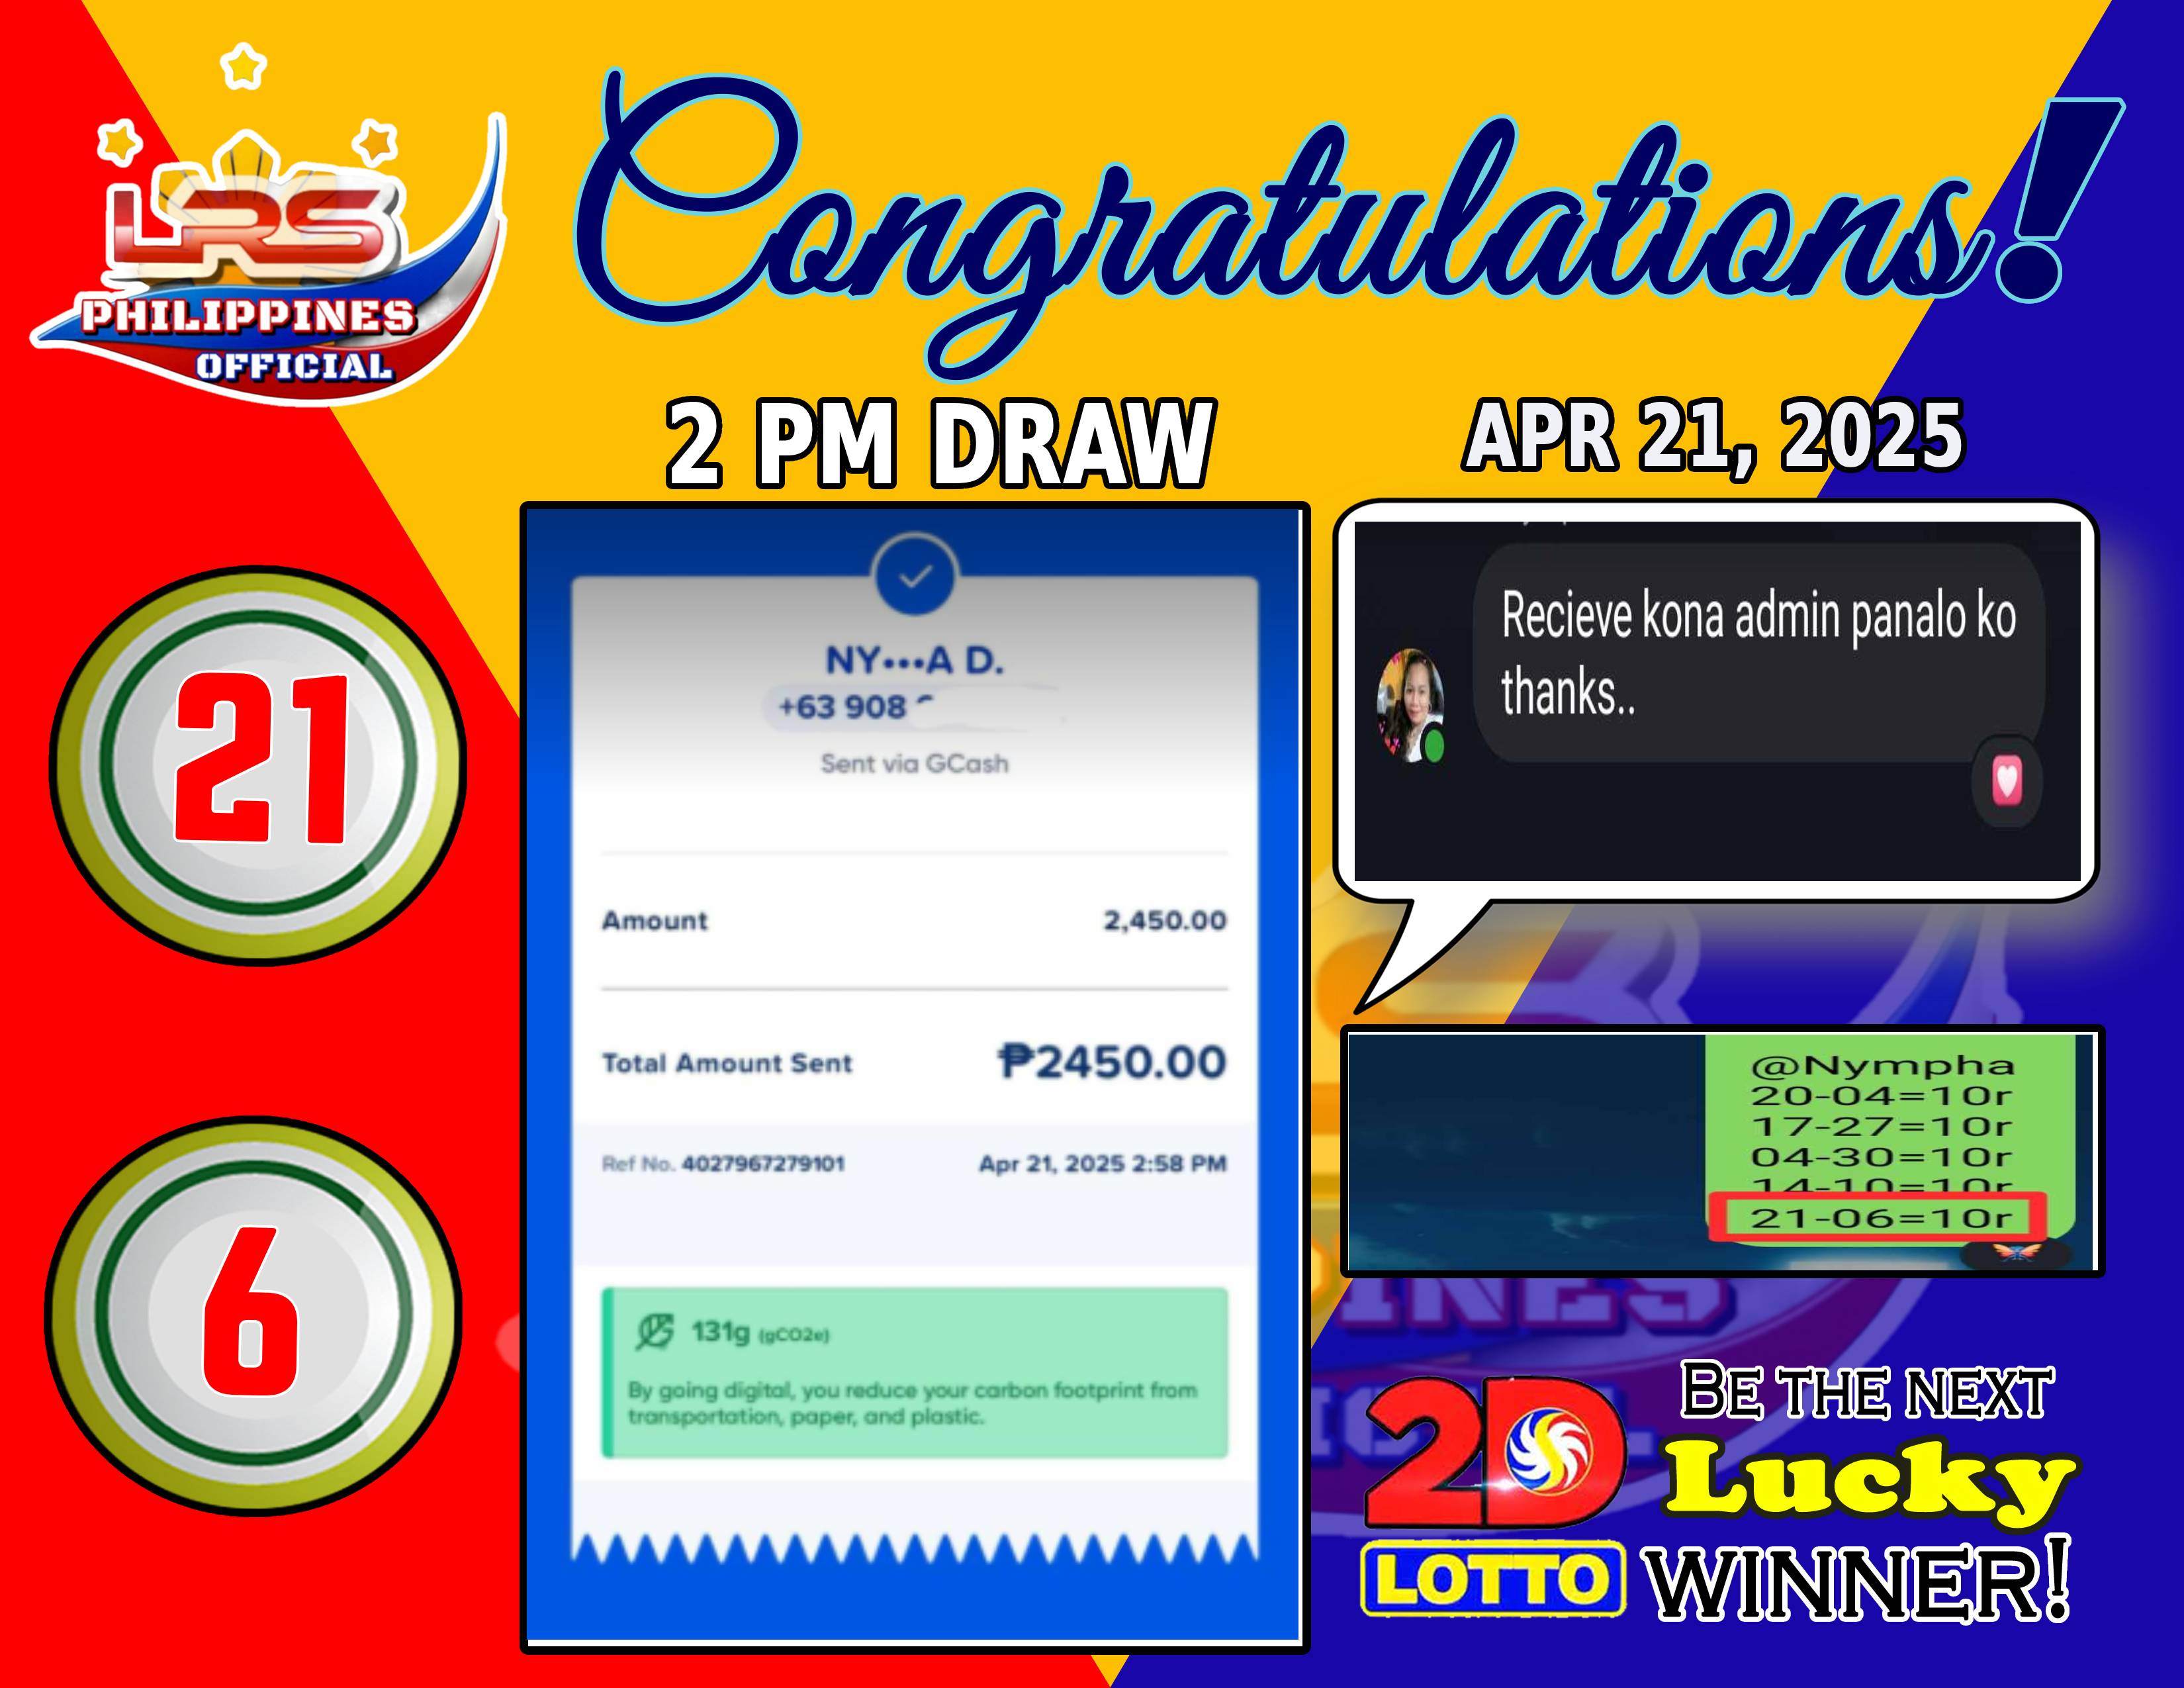 LRS
PHILIPPINES
OFFICIAL
Congratulations!
2 PM DRAW
APR 21, 2025
21
6
NY•••A D.
+63 908
Sent via GCash
Amount 2,450.00
Total Amount Sent ₱2450.00
Ref No. 4027967279101 Apr 21, 2025 2:58 PM
131g (gCO2e)
By going digital, you reduce your carbon footprint from
transportation, paper, and plastic.
Recieve kona admin panalo ko
thanks..
@Nympha
20-04=10r
17-27=10r
04-30=10r
14-10=10r
21-06=10r
2D
LOTTO
BE THE NEXT
Lucky
WINNER!